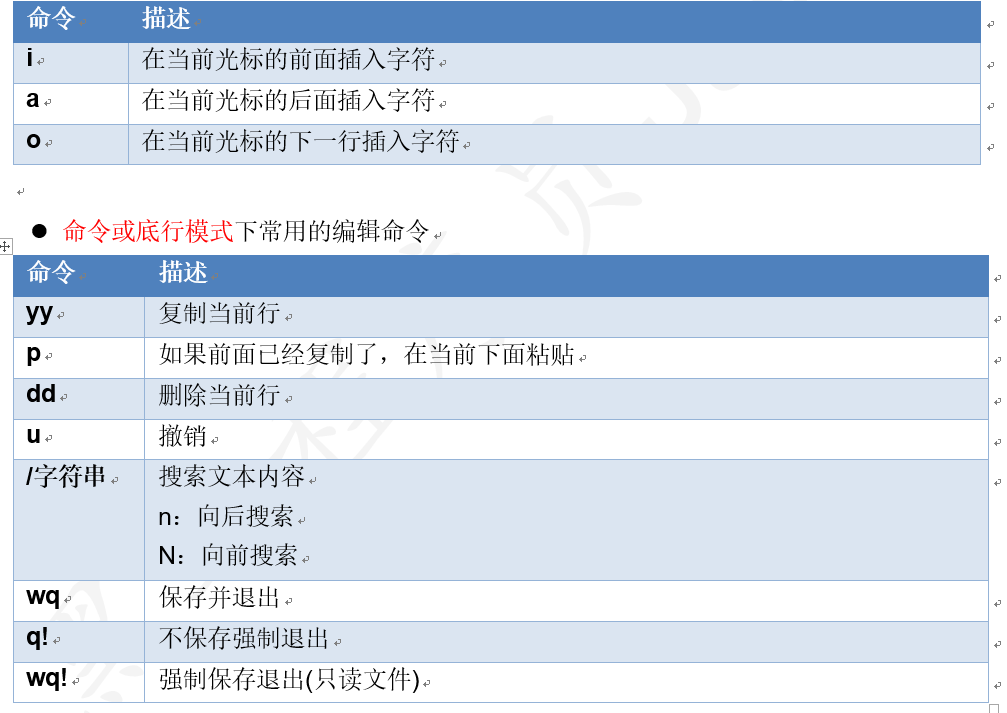 命令 描述
i 在当前光标的前面插入字符
a 在当前光标的后面插入字符
o 在当前光标的下一行插入字符
● 命令或底行模式下常用的编辑命令
命令 描述
yy 复制当前行
p 如果前面已经复制了，在当前下面粘贴
dd 删除当前行
u 撤销
/字符串 搜索文本内容
n：向后搜索
N：向前搜索
wq 保存并退出
q! 不保存强制退出
wq! 强制保存退出(只读文件)